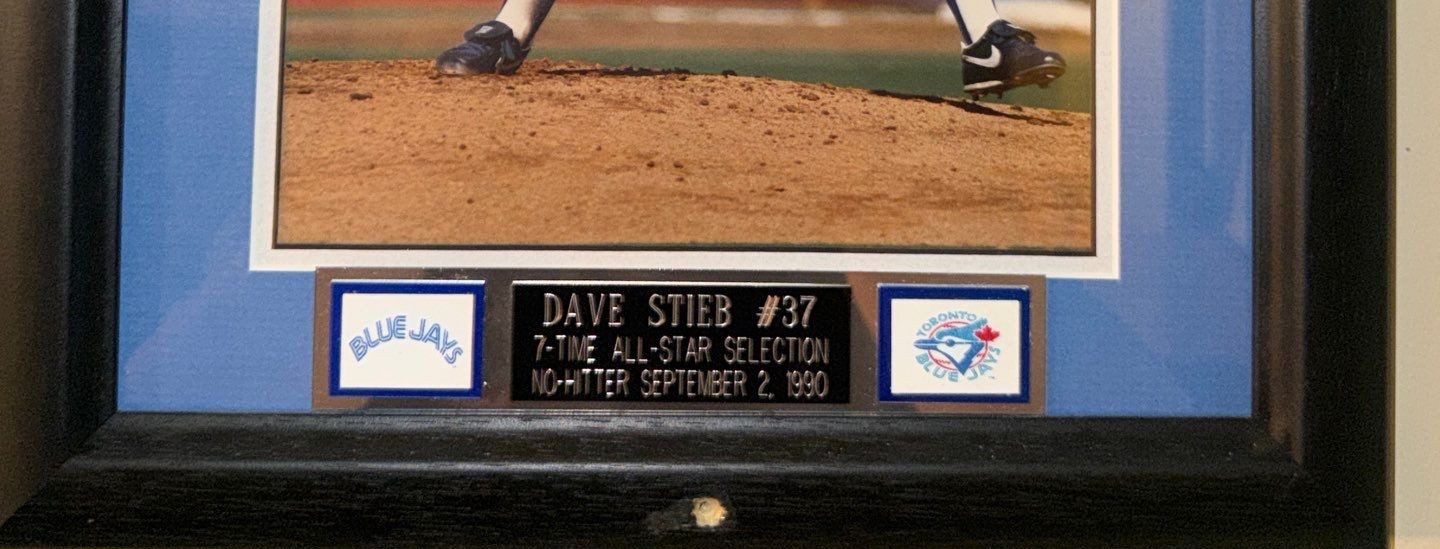 BLUE JAYS
DAVE STIEB #37
7-TIME ALL-STAR SELECTION
NO-HITTER SEPTEMBER 2, 1990
TORONTO
BLUE JAYS